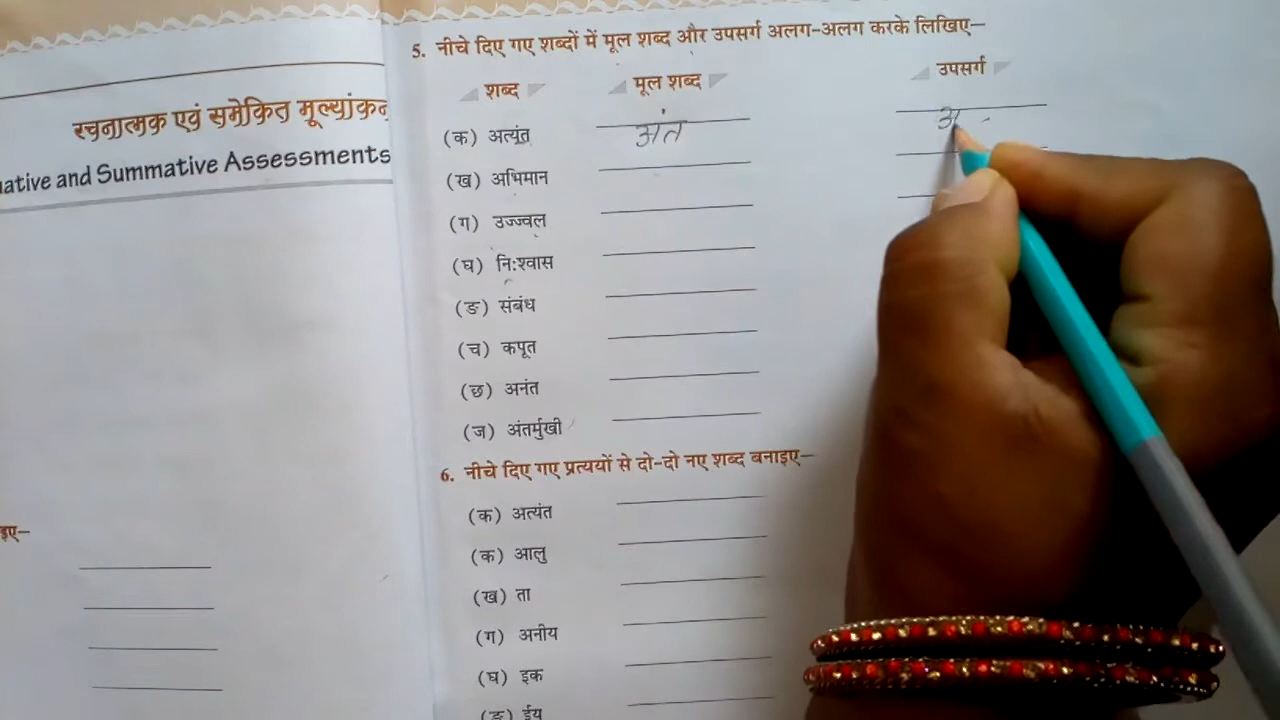 रचनात्मक एवं समेकित मूल्यांकन
ative and Summative Assessments
इए–
5. नीचे दिए गए शब्दों में मूल शब्द और उपसर्ग अलग-अलग करके लिखिए–
शब्द मूल शब्द उपसर्ग
(क) अत्यंत अंत अ
(ख) अभिमान
(ग) उज्ज्वल
(घ) नि:श्वास
(ङ) संबंध
(च) कपूत
(छ) अनंत
(ज) अंतर्मुखी
6. नीचे दिए गए प्रत्ययों से दो-दो नए शब्द बनाइए–
(क) अत्यंत
(क) आलु
(ख) ता
(ग) अनीय
(घ) इक
(ङ) ईय